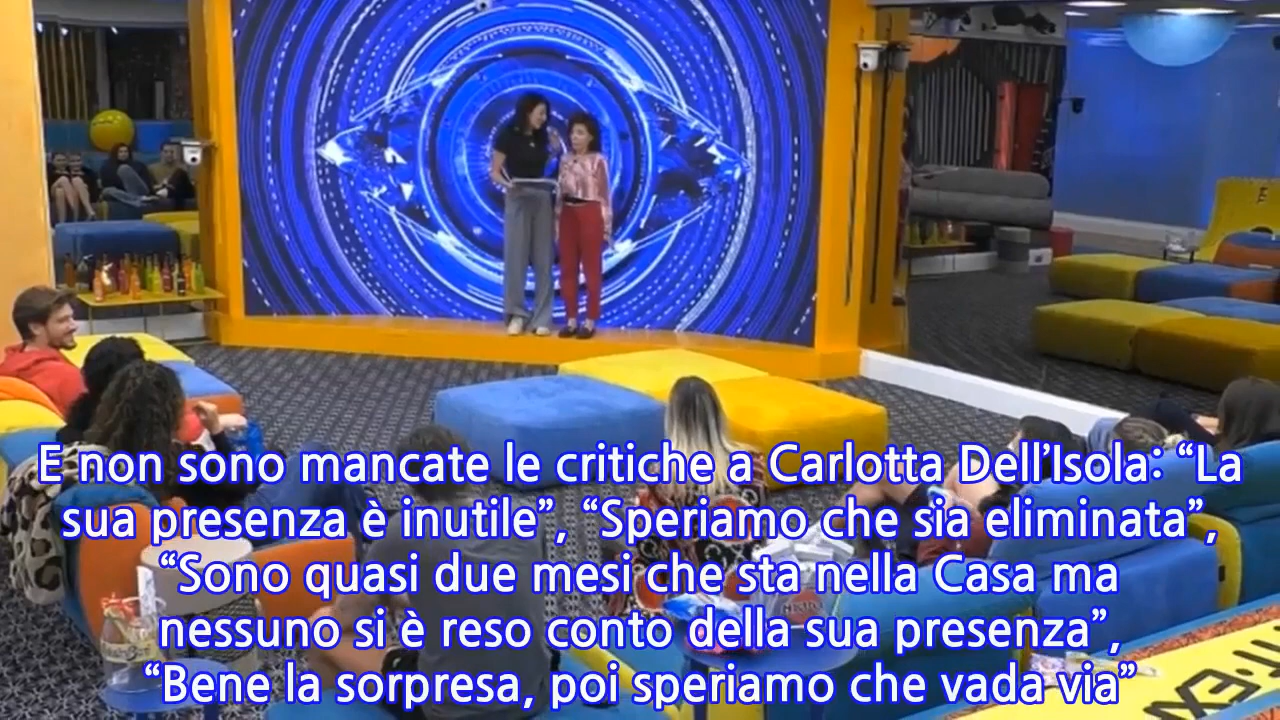 E non sono mancate le critiche a Carlotta Dell’Isola: “La
sua presenza è inutile”, “Speriamo che sia eliminata”,
“Sono quasi due mesi che sta nella Casa ma
nessuno si è reso conto della sua presenza”,
“Bene la sorpresa, poi speriamo che vada via”